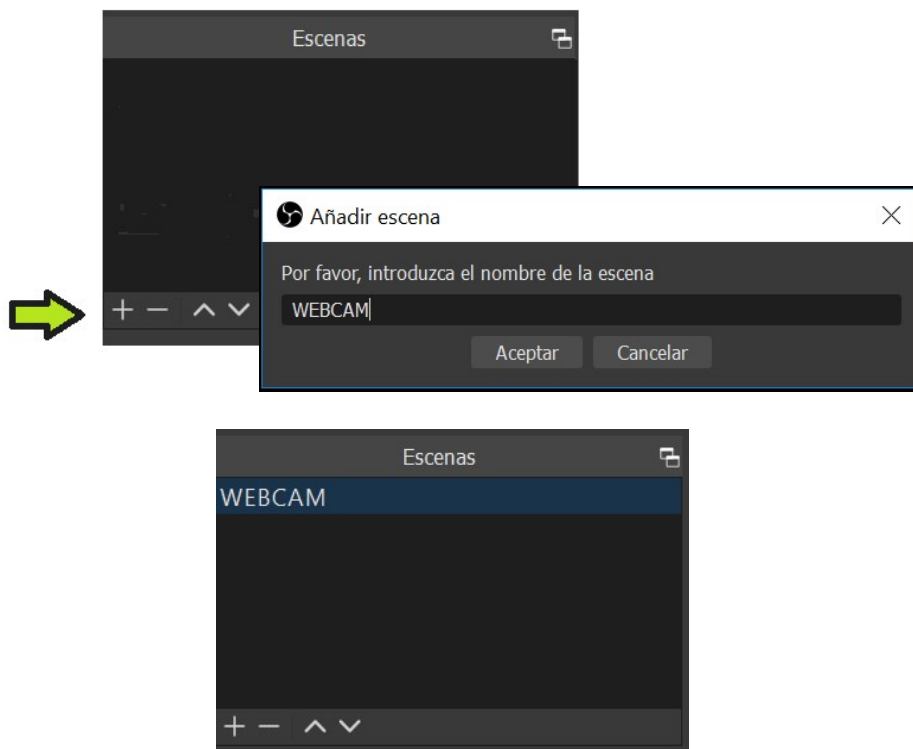 Escenas
Añadir escena
Por favor, introduzca el nombre de la escena
WEBCAM
Aceptar Cancelar
Escenas
WEBCAM